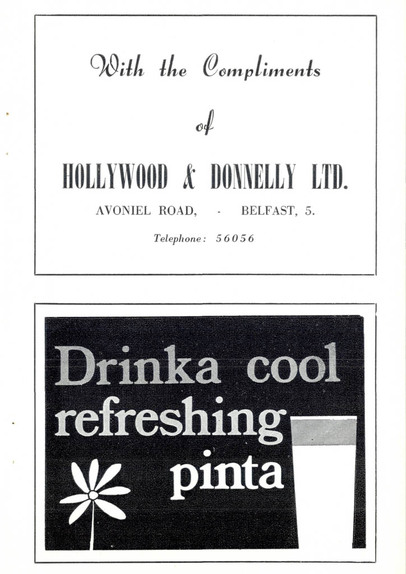 With the Compliments
of
HOLLYWOOD & DONNELLY LTD.
AVONIEL ROAD, - BELFAST, 5.
Telephone: 56056
Drinka cool
refreshing
pinta